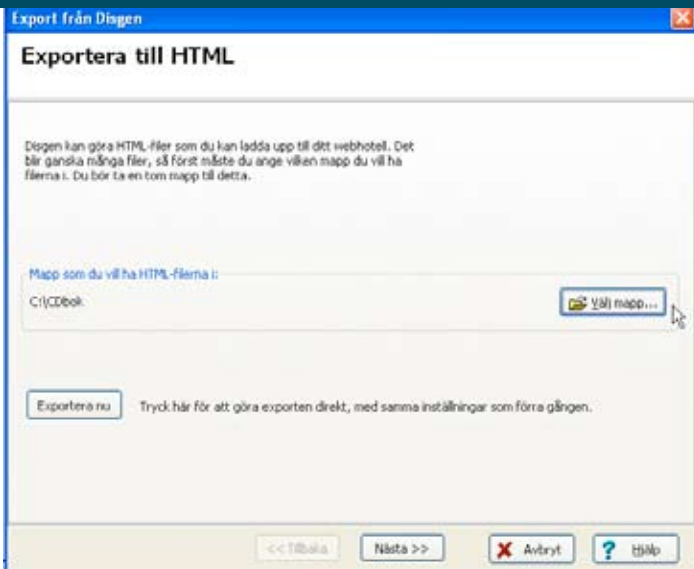 Export från Disgen
Exportera till HTML
Disgen kan göra HTML-filer som du kan ladda upp till ditt webhotell. Det
blir ganska många filer, så först måste du ange vilken mapp du vill ha
filerna i. Du bör ta en tom mapp till detta.
Mapp som du vill ha HTML-filerna i:
C:\CDbok
Välj mapp...
Exportera nu
Tryck här för att göra exporten direkt, med samma inställningar som förra gången.
<< Tillbaka
Nästa >>
Avbryt
Hjälp